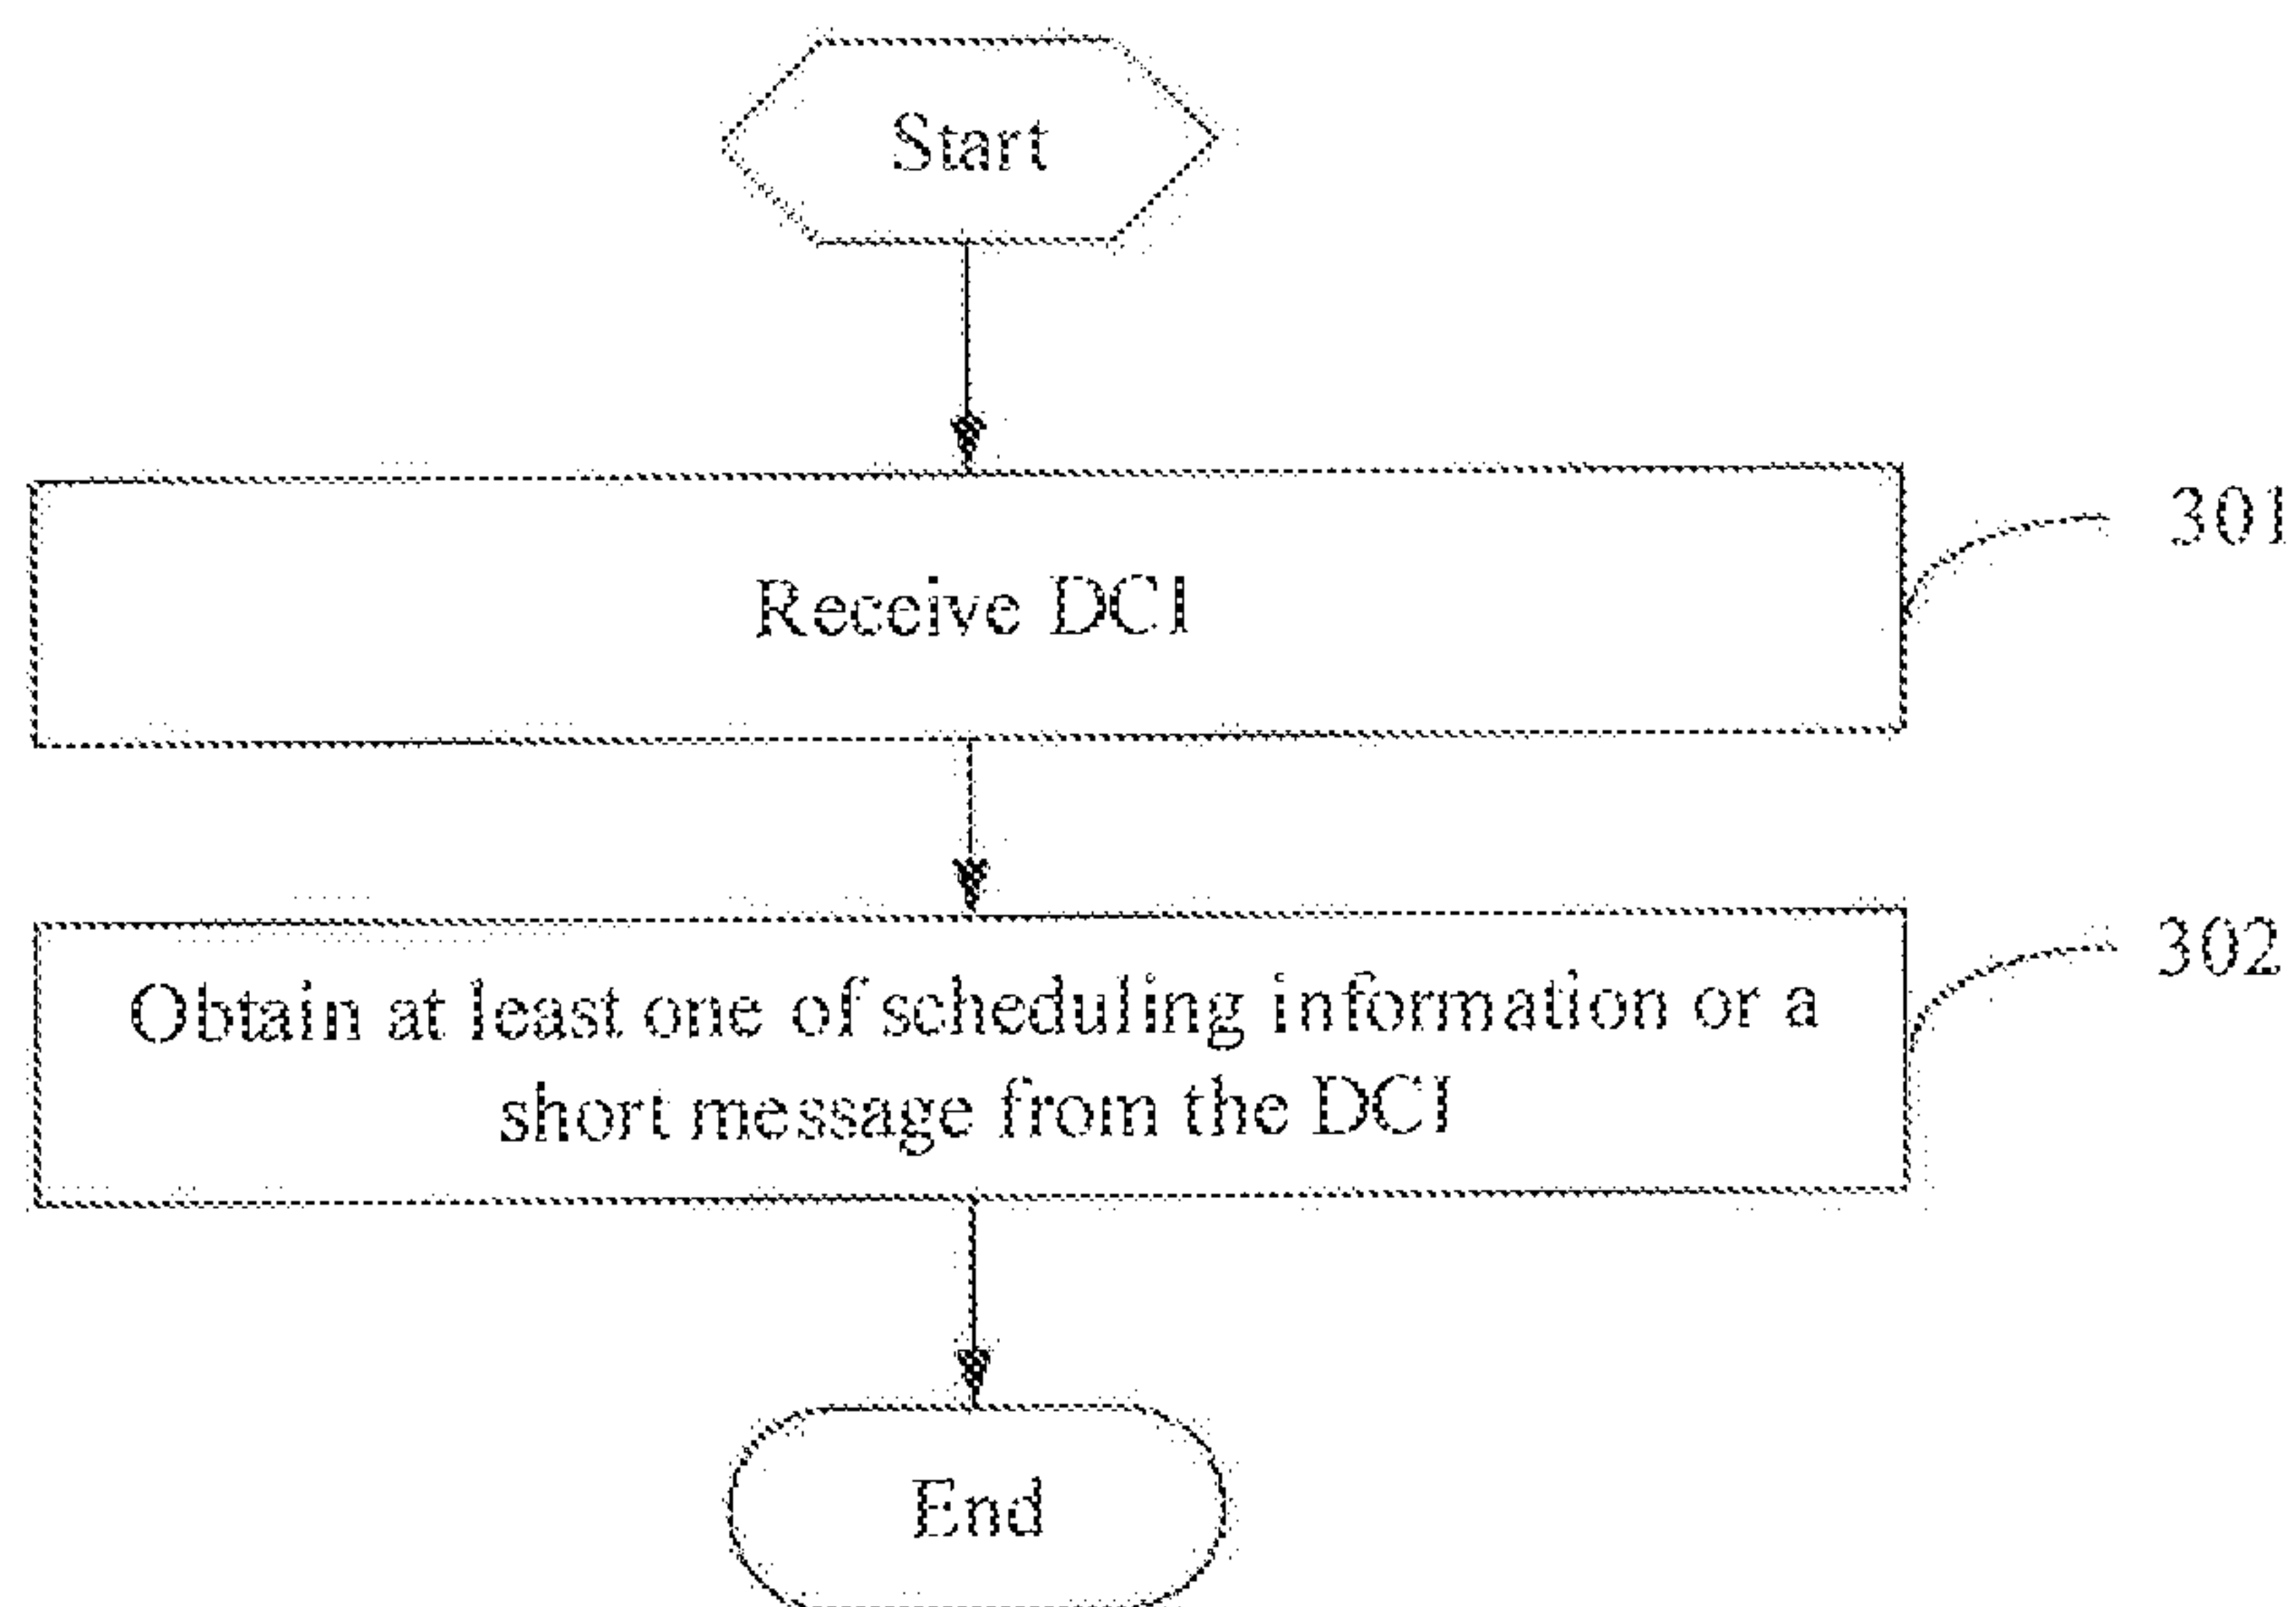 Start
Receive DCI
301
Obtain at least one of scheduling information or a
short message from the DCI
302
End